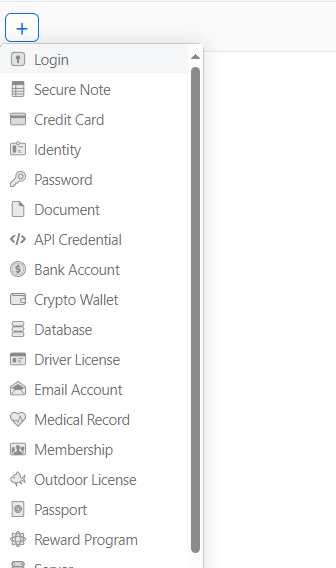 +
Login
Secure Note
Credit Card
Identity
Password
Document
API Credential
Bank Account
Crypto Wallet
Database
Driver License
Email Account
Medical Record
Membership
Outdoor License
Passport
Reward Program